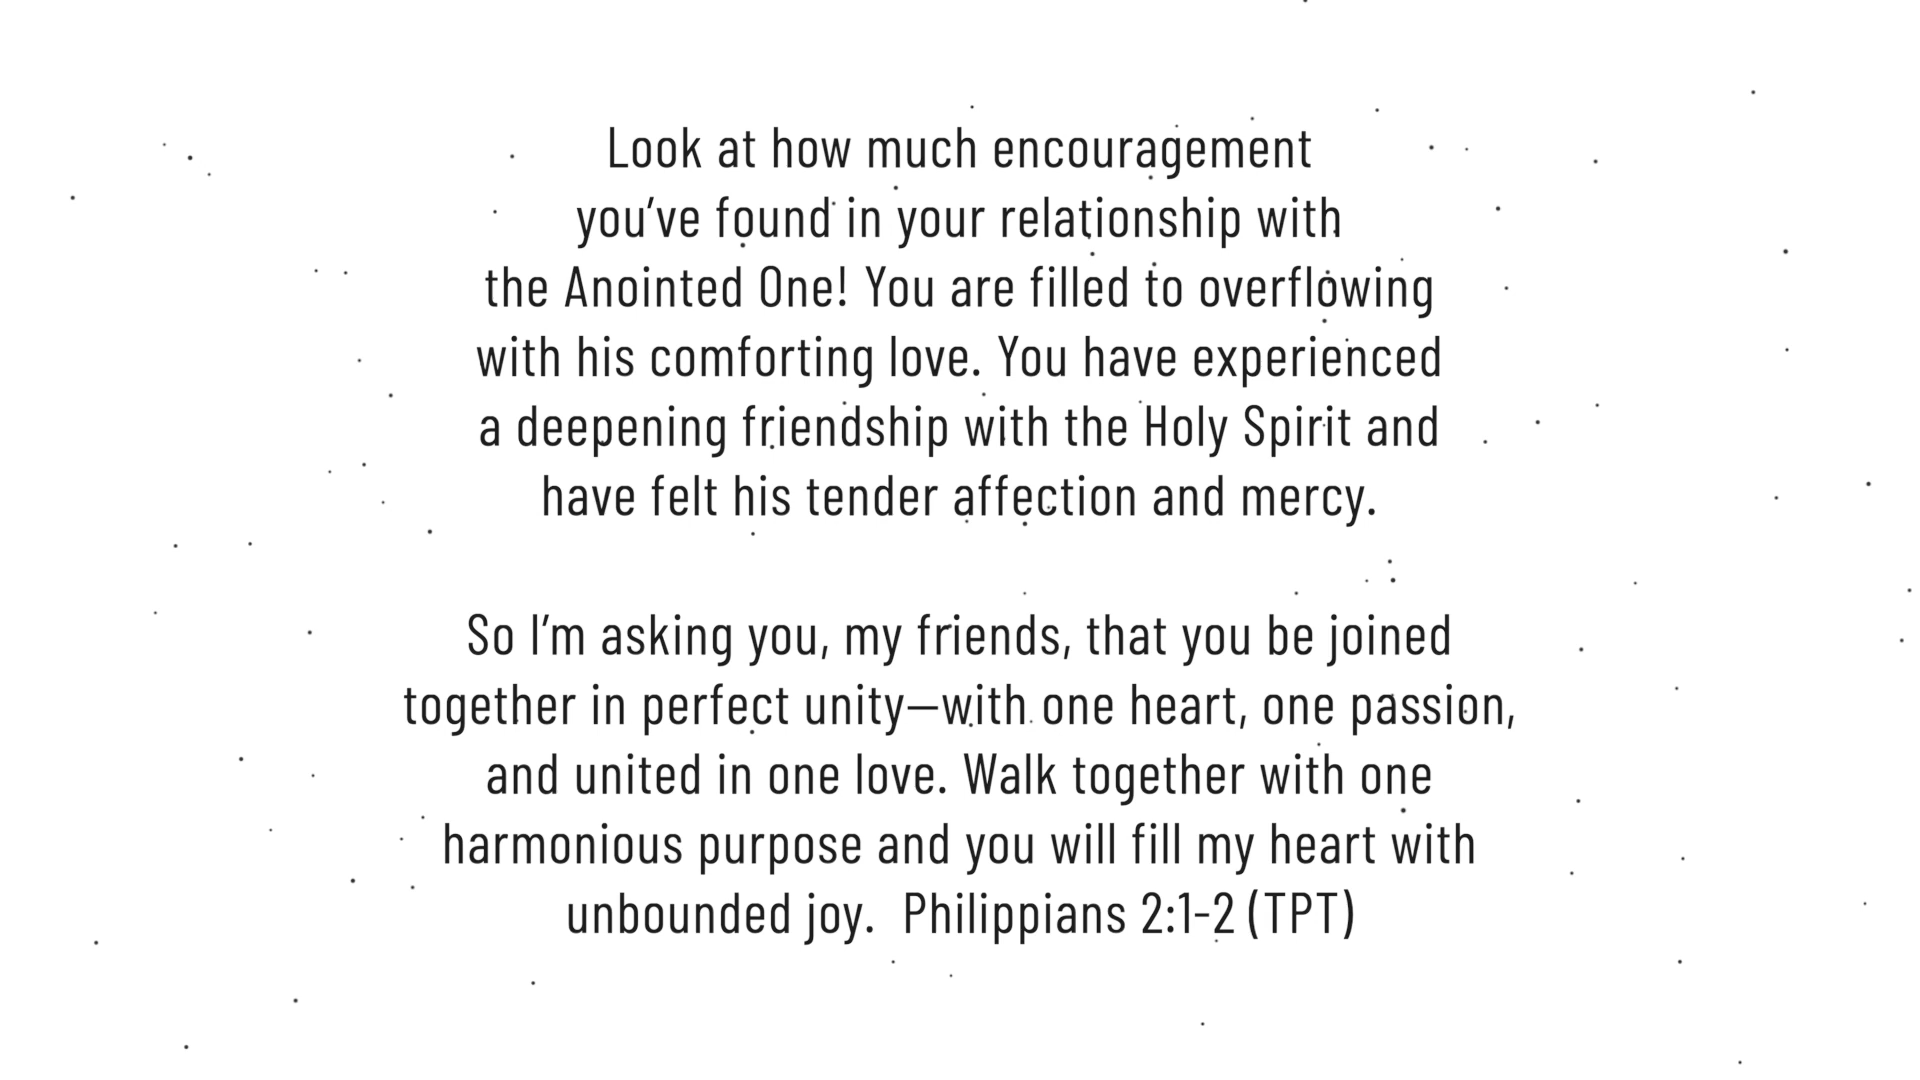 Look at how much encouragement
you’ve found in your relationship with
the Anointed One! You are filled to overflowing
with his comforting love. You have experienced
a deepening friendship with the Holy Spirit and
have felt his tender affection and mercy.
So I’m asking you, my friends, that you be joined
together in perfect unity—with one heart, one passion,
and united in one love. Walk together with one
harmonious purpose and you will fill my heart with
unbounded joy.  Philippians 2:1-2 (TPT)